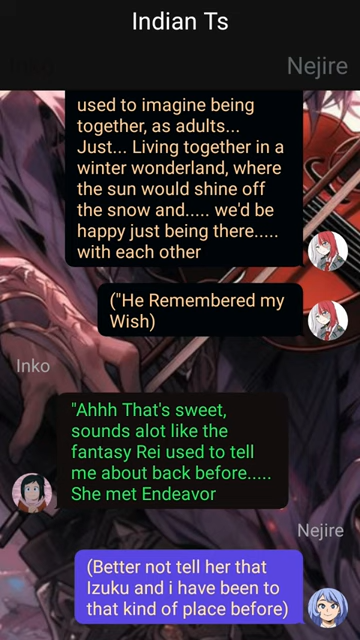 Indian Ts
Inko
Nejire
used to imagine being
together, as adults...
Just... Living together in a
winter wonderland, where
the sun would shine off
the snow and..... we'd be
happy just being there.....
with each other
("He Remembered my
Wish)
Inko
"Ahhh That's sweet,
sounds alot like the
fantasy Rei used to tell
me about back before.....
She met Endeavor
Nejire
(Better not tell her that
Izuku and i have been to
that kind of place before)